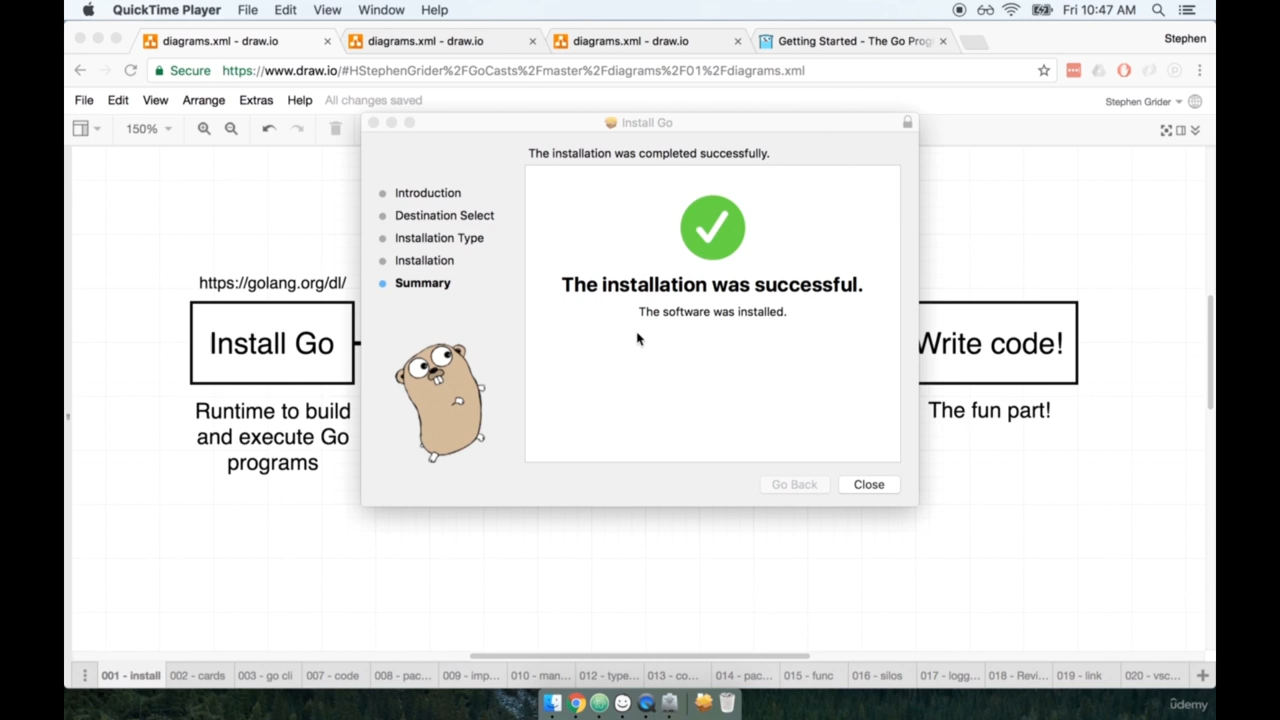 QuickTime Player File Edit View Window Help Fri 10:47 AM
diagrams.xml - draw.io diagrams.xml - draw.io diagrams.xml - draw.io Getting Started - The Go Prog Stephen
Secure https://www.draw.io/#HStephenGrider%2FGoCasts%2Fmaster%2Fdiagrams%2F01%2Fdiagrams.xml
File Edit View Arrange Extras Help All changes saved Stephen Grider
150%
Install Go
The installation was completed successfully.
Introduction
Destination Select
Installation Type
Installation
Summary
The installation was successful.
The software was installed.
Go Back Close
https://golang.org/dl/
Install Go
Runtime to build
and execute Go
programs
Write code!
The fun part!
001 - install 002 - cards 003 - go cli 007 - code 008 - pac... 009 - imp... 010 - man... 012 - type... 013 - co... 014 - pac... 015 - func 016 - silos 017 - logg... 018 - Revi... 019 - link 020 - vsc...
ûdemy